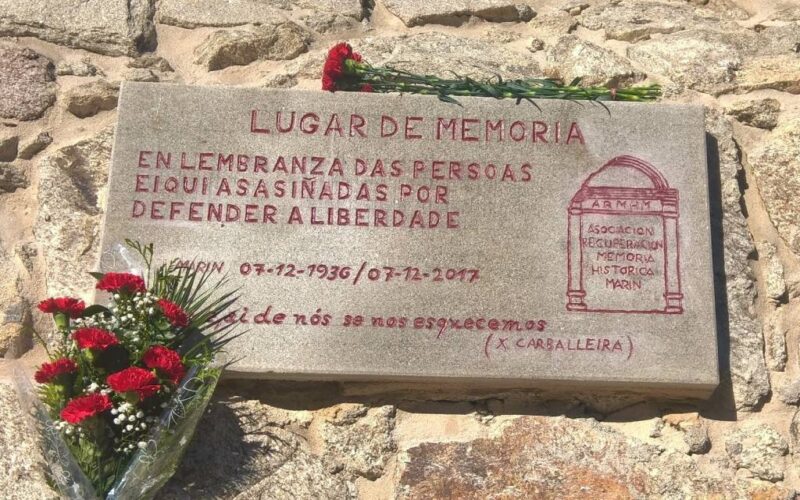 LUGAR DE MEMORIA
EN LEMBRANZA DAS PERSOAS
EIQUI ASASIÑADAS POR
DEFENDER A LIBERDADE
MARIN 07-12-1936/07-12-2017
gai de nós se nos esquecemos
(X. CARBALLEIRA)
ARMHM
ASOCIACION
RECUPERACION
MEMORIA
HISTORICA
MARIN